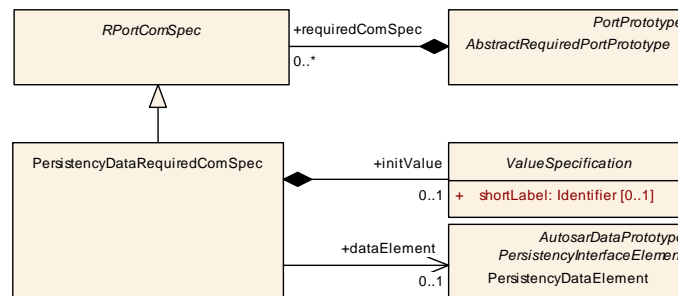 RPortComSpec
+requiredComSpec
0..*
PortPrototype
AbstractRequiredPortPrototype
PersistencyDataRequiredComSpec
+initValue
0..1
ValueSpecification
+ shortLabel: Identifier [0..1]
+dataElement
0..1
AutosarDataPrototype
PersistencyInterfaceElement
PersistencyDataElement